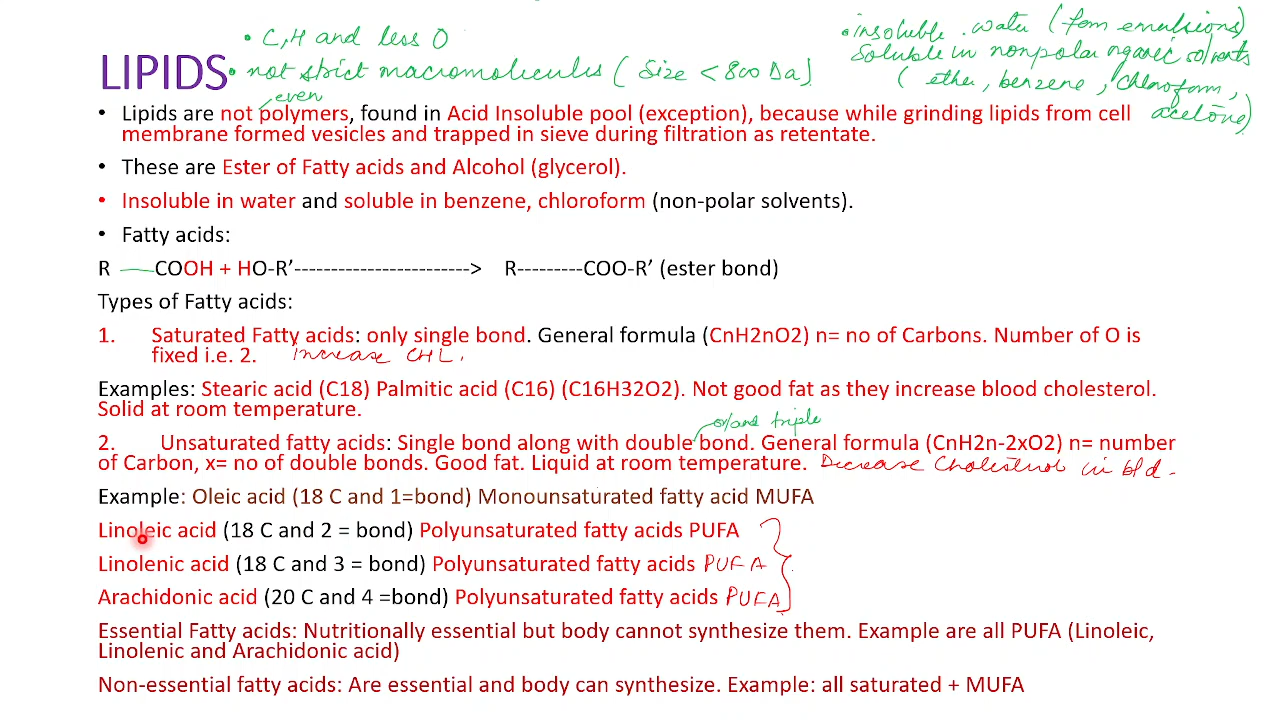 • C, H and less O
• insoluble . water (form emulsions)
Soluble in nonpolar organic solvents
(ether, benzene, chloroform,
acetone)
LIPIDS
• not strict macromolecules (Size < 800 Da)
even
• Lipids are not polymers, found in Acid Insoluble pool (exception), because while grinding lipids from cell
membrane formed vesicles and trapped in sieve during filtration as retentate.
• These are Ester of Fatty acids and Alcohol (glycerol).
• Insoluble in water and soluble in benzene, chloroform (non-polar solvents).
• Fatty acids:
R COOH + HO-R’------------------------> R---------COO-R’ (ester bond)
Types of Fatty acids:
1. Saturated Fatty acids: only single bond. General formula (CnH2nO2) n= no of Carbons. Number of O is
fixed i.e. 2. Increase CHL.
Examples: Stearic acid (C18) Palmitic acid (C16) (C16H32O2). Not good fat as they increase blood cholesterol.
Solid at room temperature.
or/and triple
2. Unsaturated fatty acids: Single bond along with double bond. General formula (CnH2n-2xO2) n= number
of Carbon, x= no of double bonds. Good fat. Liquid at room temperature. Decrease Cholesterol in bld.
Example: Oleic acid (18 C and 1=bond) Monounsaturated fatty acid MUFA
Linoleic acid (18 C and 2 = bond) Polyunsaturated fatty acids PUFA
Linolenic acid (18 C and 3 = bond) Polyunsaturated fatty acids PUFA
Arachidonic acid (20 C and 4 =bond) Polyunsaturated fatty acids PUFA
Essential Fatty acids: Nutritionally essential but body cannot synthesize them. Example are all PUFA (Linoleic,
Linolenic and Arachidonic acid)
Non-essential fatty acids: Are essential and body can synthesize. Example: all saturated + MUFA